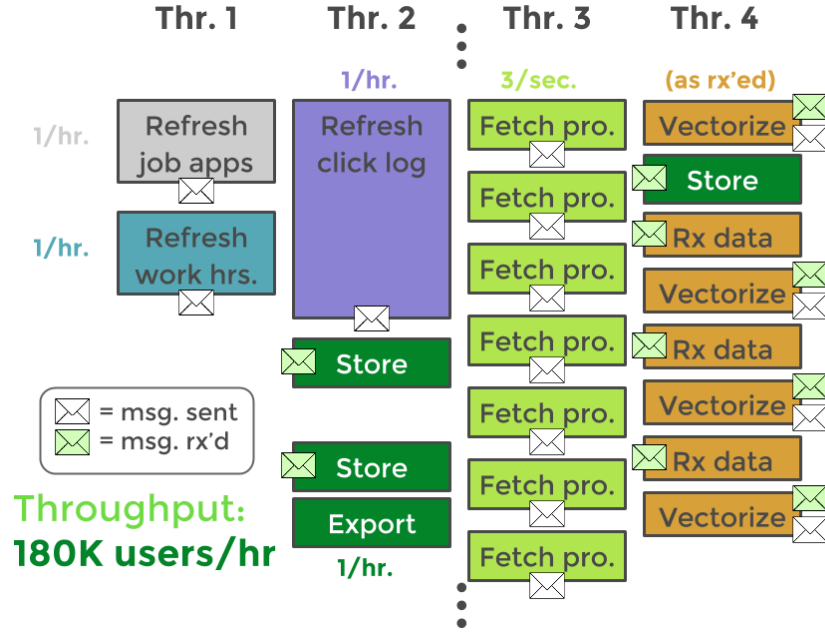 Thr. 1
Thr. 2
Thr. 3
Thr. 4
1/hr.
3/sec.
(as rx'ed)
1/hr.
Refresh
job apps
1/hr.
Refresh
work hrs.
Refresh
click log
Store
Store
Export
1/hr.
Fetch pro.
Fetch pro.
Fetch pro.
Fetch pro.
Fetch pro.
Fetch pro.
Fetch pro.
Vectorize
Store
Rx data
Vectorize
Rx data
Vectorize
Rx data
Vectorize
= msg. sent
= msg. rx'd
Throughput:
180K users/hr